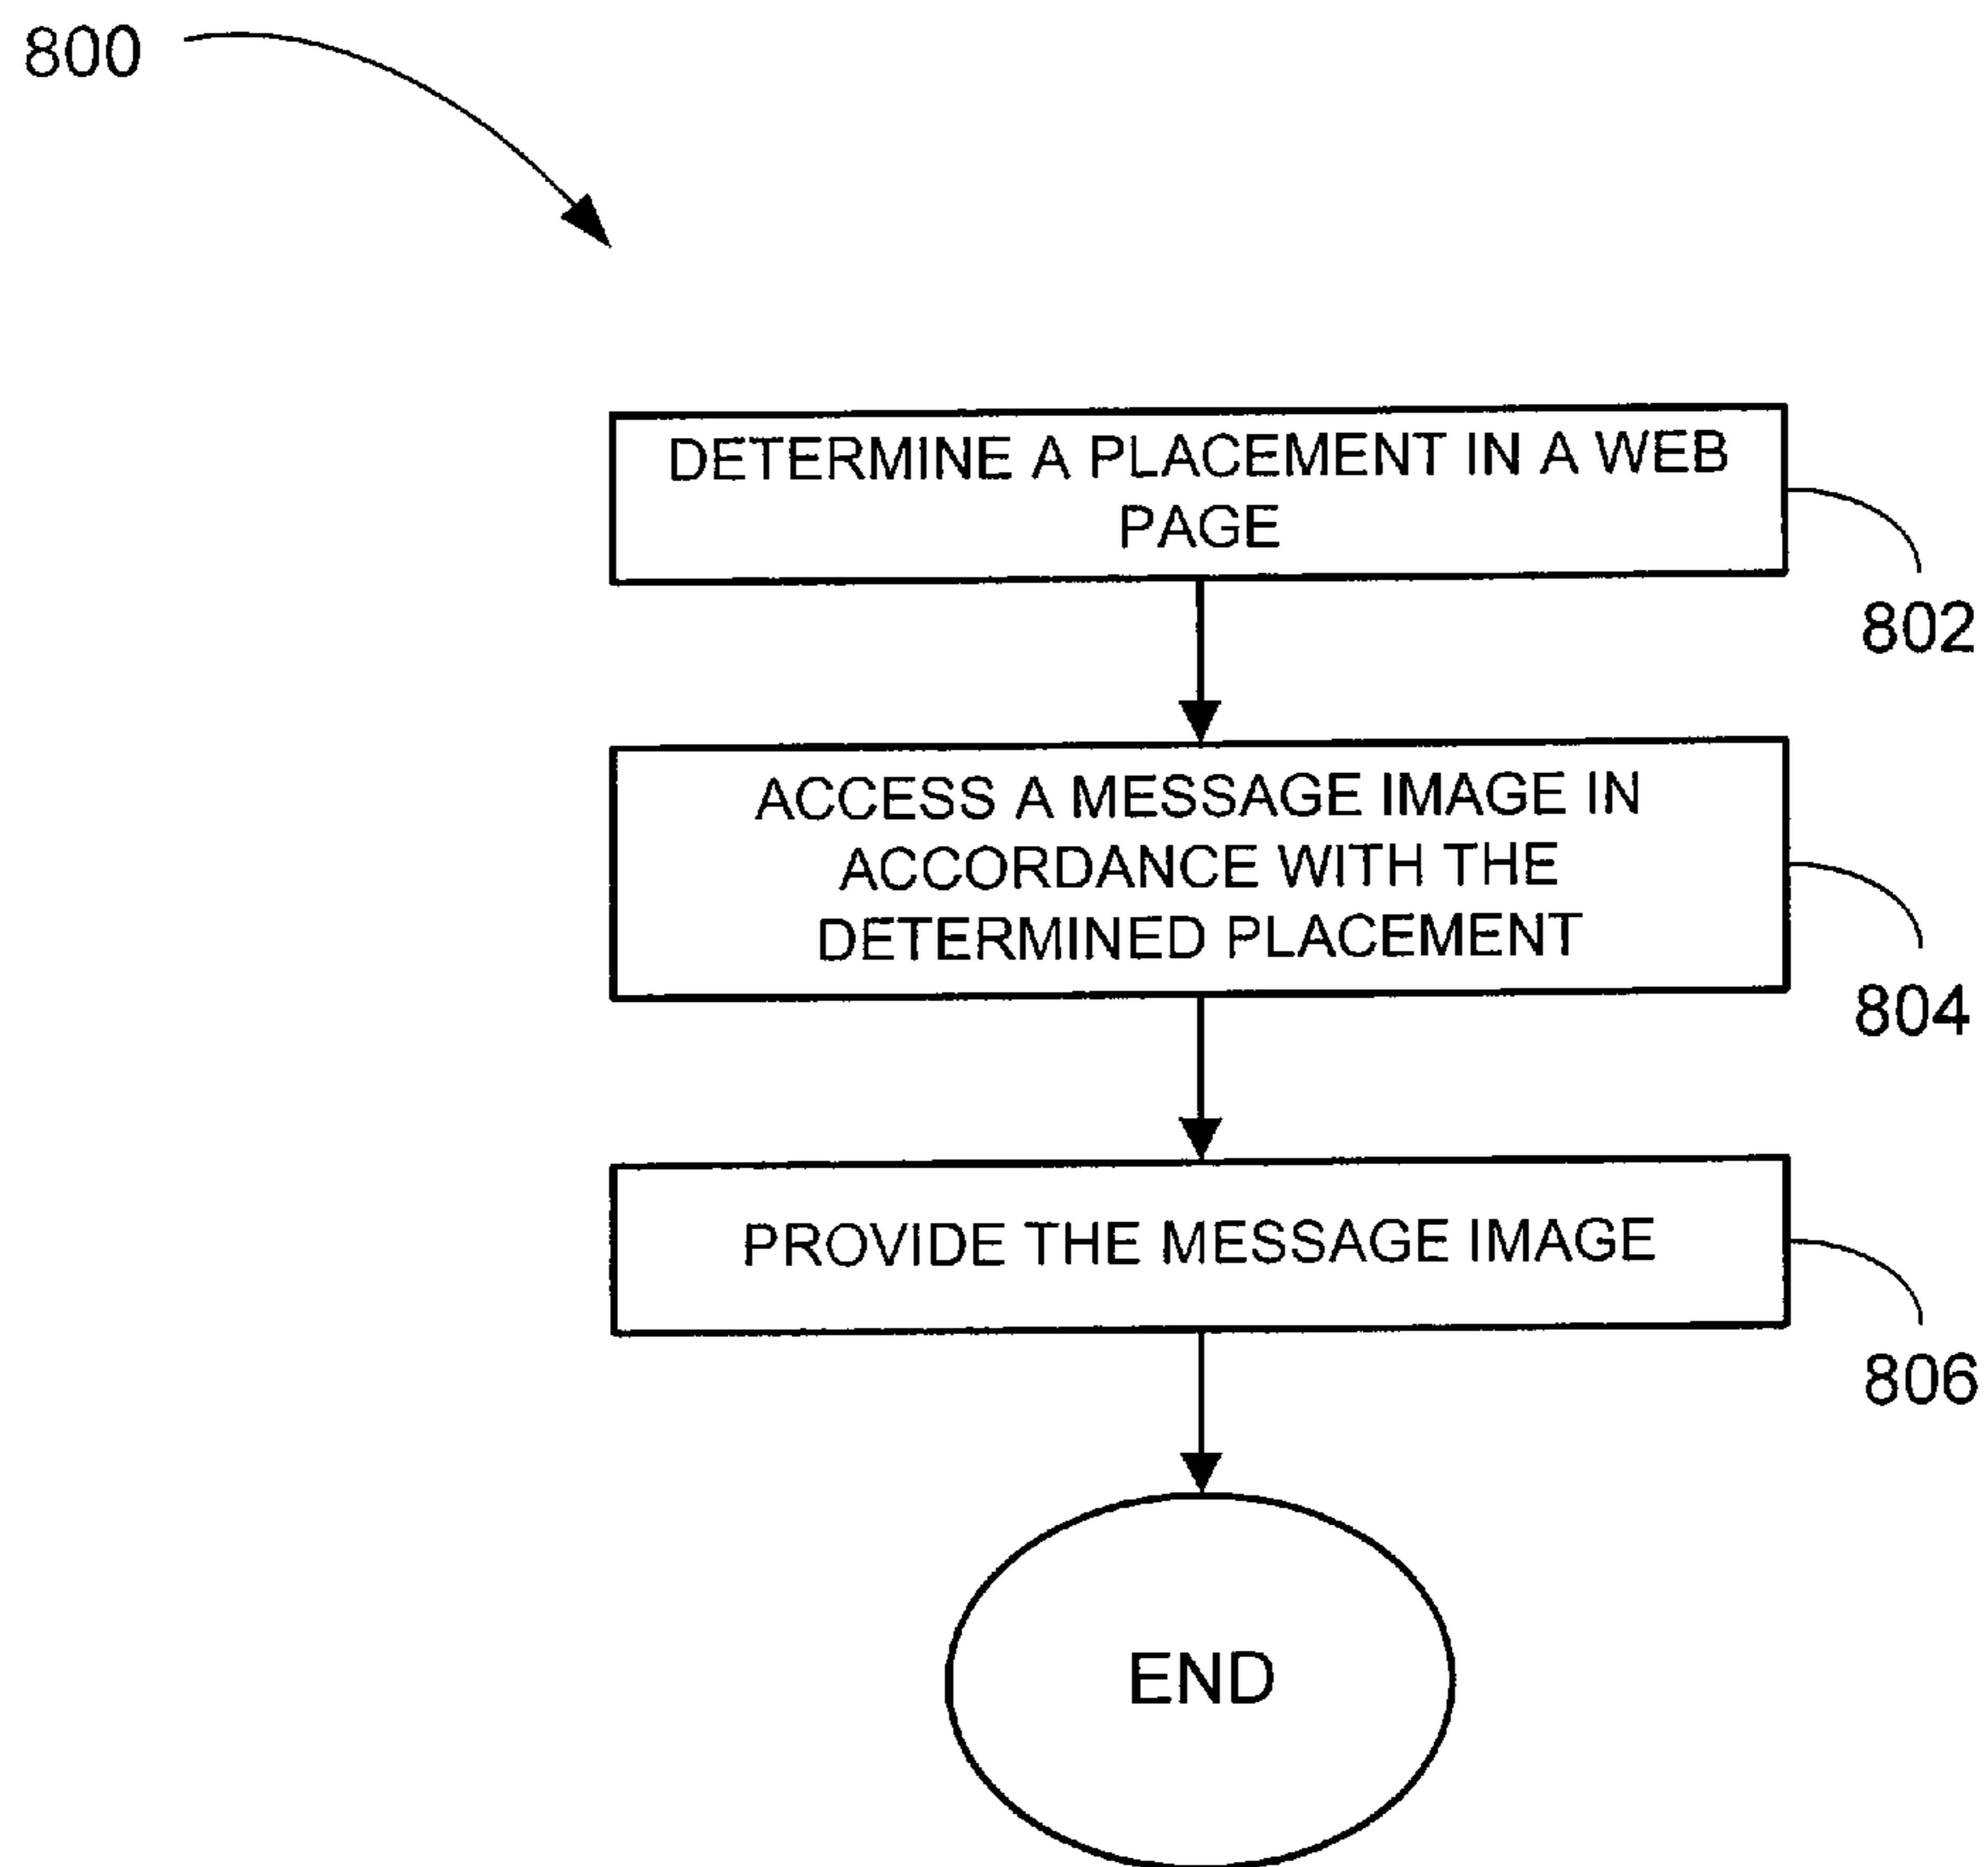 800
DETERMINE A PLACEMENT IN A WEB
PAGE
802
ACCESS A MESSAGE IMAGE IN
ACCORDANCE WITH THE
DETERMINED PLACEMENT
804
PROVIDE THE MESSAGE IMAGE
806
END